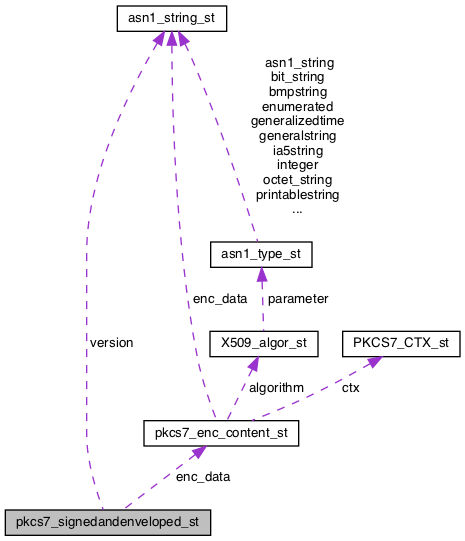 asn1_string_st
asn1_string
bit_string
bmpstring
enumerated
generalizedtime
generalstring
ia5string
integer
octet_string
printablestring
...
asn1_type_st
enc_data
parameter
version
X509_algor_st
PKCS7_CTX_st
algorithm
ctx
pkcs7_enc_content_st
enc_data
pkcs7_signedandenveloped_st